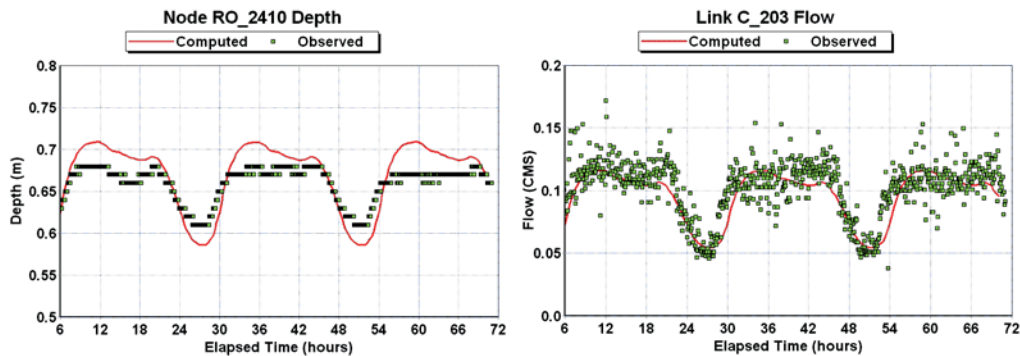 Node RO_2410 Depth
Computed Observed
0.8
0.75
0.7
0.65
0.6
0.55
0.5
Depth (m)
6 12 18 24 30 36 42 48 54 60 66 72
Elapsed Time (hours)
Link C_203 Flow
Computed Observed
0.2
0.15
0.1
0.05
0.0
Flow (CMS)
6 12 18 24 30 36 42 48 54 60 66 72
Elapsed Time (hours)